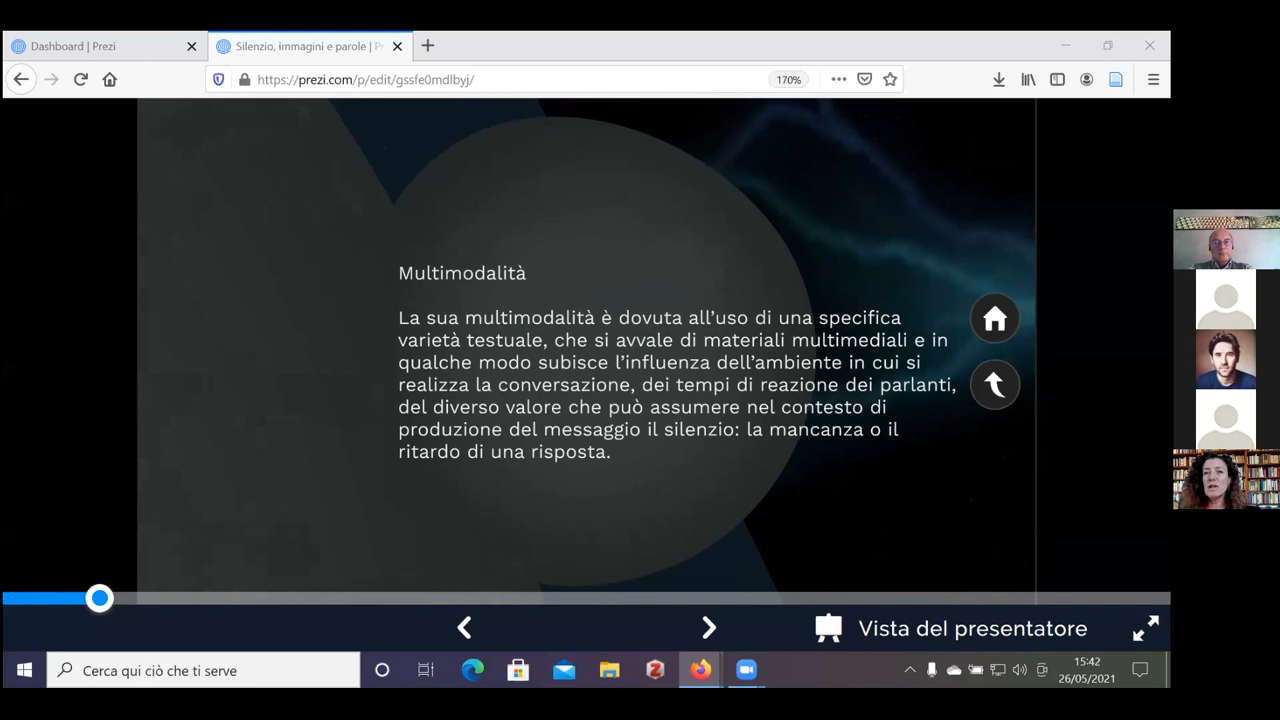 Dashboard | Prezi
Silenzio, immagini e parole | Pr
https://prezi.com/p/edit/gssfe0mdlbyj/
170%
Multimodalità
La sua multimodalità è dovuta all’uso di una specifica
varietà testuale, che si avvale di materiali multimediali e in
qualche modo subisce l’influenza dell’ambiente in cui si
realizza la conversazione, dei tempi di reazione dei parlanti,
del diverso valore che può assumere nel contesto di
produzione del messaggio il silenzio: la mancanza o il
ritardo di una risposta.
Vista del presentatore
Cerca qui ciò che ti serve
15:42
26/05/2021